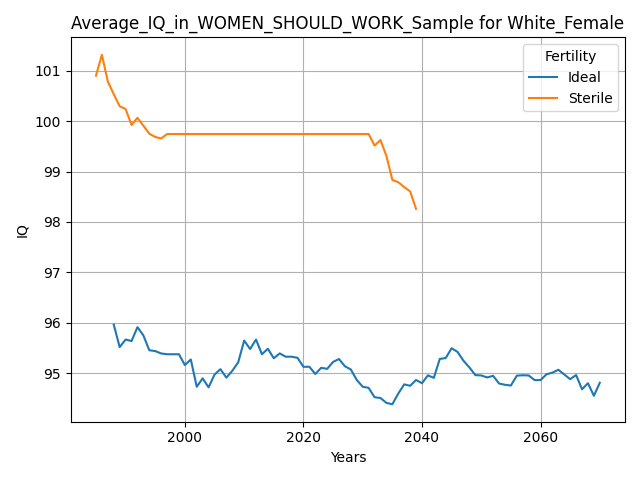 Average_IQ_in_WOMEN_SHOULD_WORK_Sample for White_Female
Fertility
Ideal
Sterile
101
100
99
98
97
96
95
IQ
2000 2020 2040 2060
Years